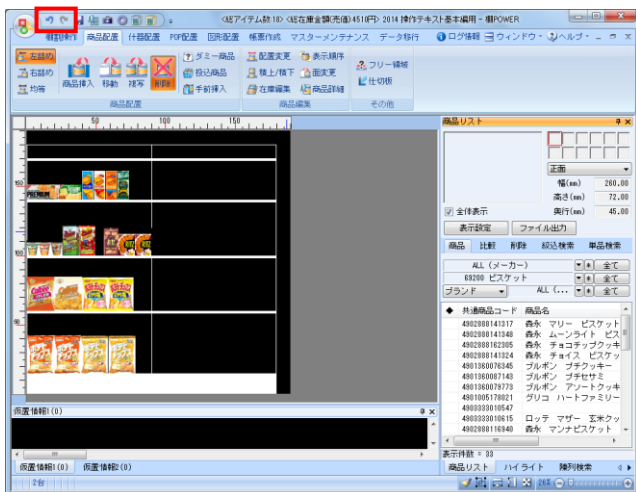 <総アイテム数:18> <総在庫金額(売価):4510円> 2014 操作テキスト基本編用 - 棚POWER
棚割操作 商品配置 什器配置 POP配置 図形配置 帳票作成 マスターメンテナンス データ移行 ログ情報 ウィンドウ ヘルプ
左詰め 右詰め 均等
商品挿入 移動 複写 削除
ダミー商品 投込商品 手前挿入
配置変更 表示順序
積上/積下 面変更
在庫編集 商品詳細
フリー領域
仕切板
商品配置 商品編集 その他
50 100 150
150
100
50
PREMIUM
商品リスト
正面
幅(mm) 260.00
高さ(mm) 72.00
全体表示 奥行(mm) 45.00
表示設定 ファイル出力
商品 比較 削除 絞込検索 単品検索
ALL (メーカー) 全て
69200 ビスケット 全て
ブランド ALL (... 全て
共通商品コード 商品名
4902888141317 森永 マリー ビスケット
4902888141348 森永 ムーンライト ビス
4902888162305 森永 チョコチップクッキ
4902888141324 森永 チョイス ビスケッ
4901360076345 ブルボン プチクッキー
4901360087143 ブルボン プチセサミ
4901360079773 ブルボン アソートクッキ
4901005178021 グリコ ハートファミリー
4903333010547
4903333010615 ロッテ マザー 玄米クッ
4902888116940 森永 マンナビスケット
表示件数 = 33
商品リスト ハイライト 陳列検索
仮置情報1(0)
仮置情報1(0) 仮置情報2(0)
1台 26%